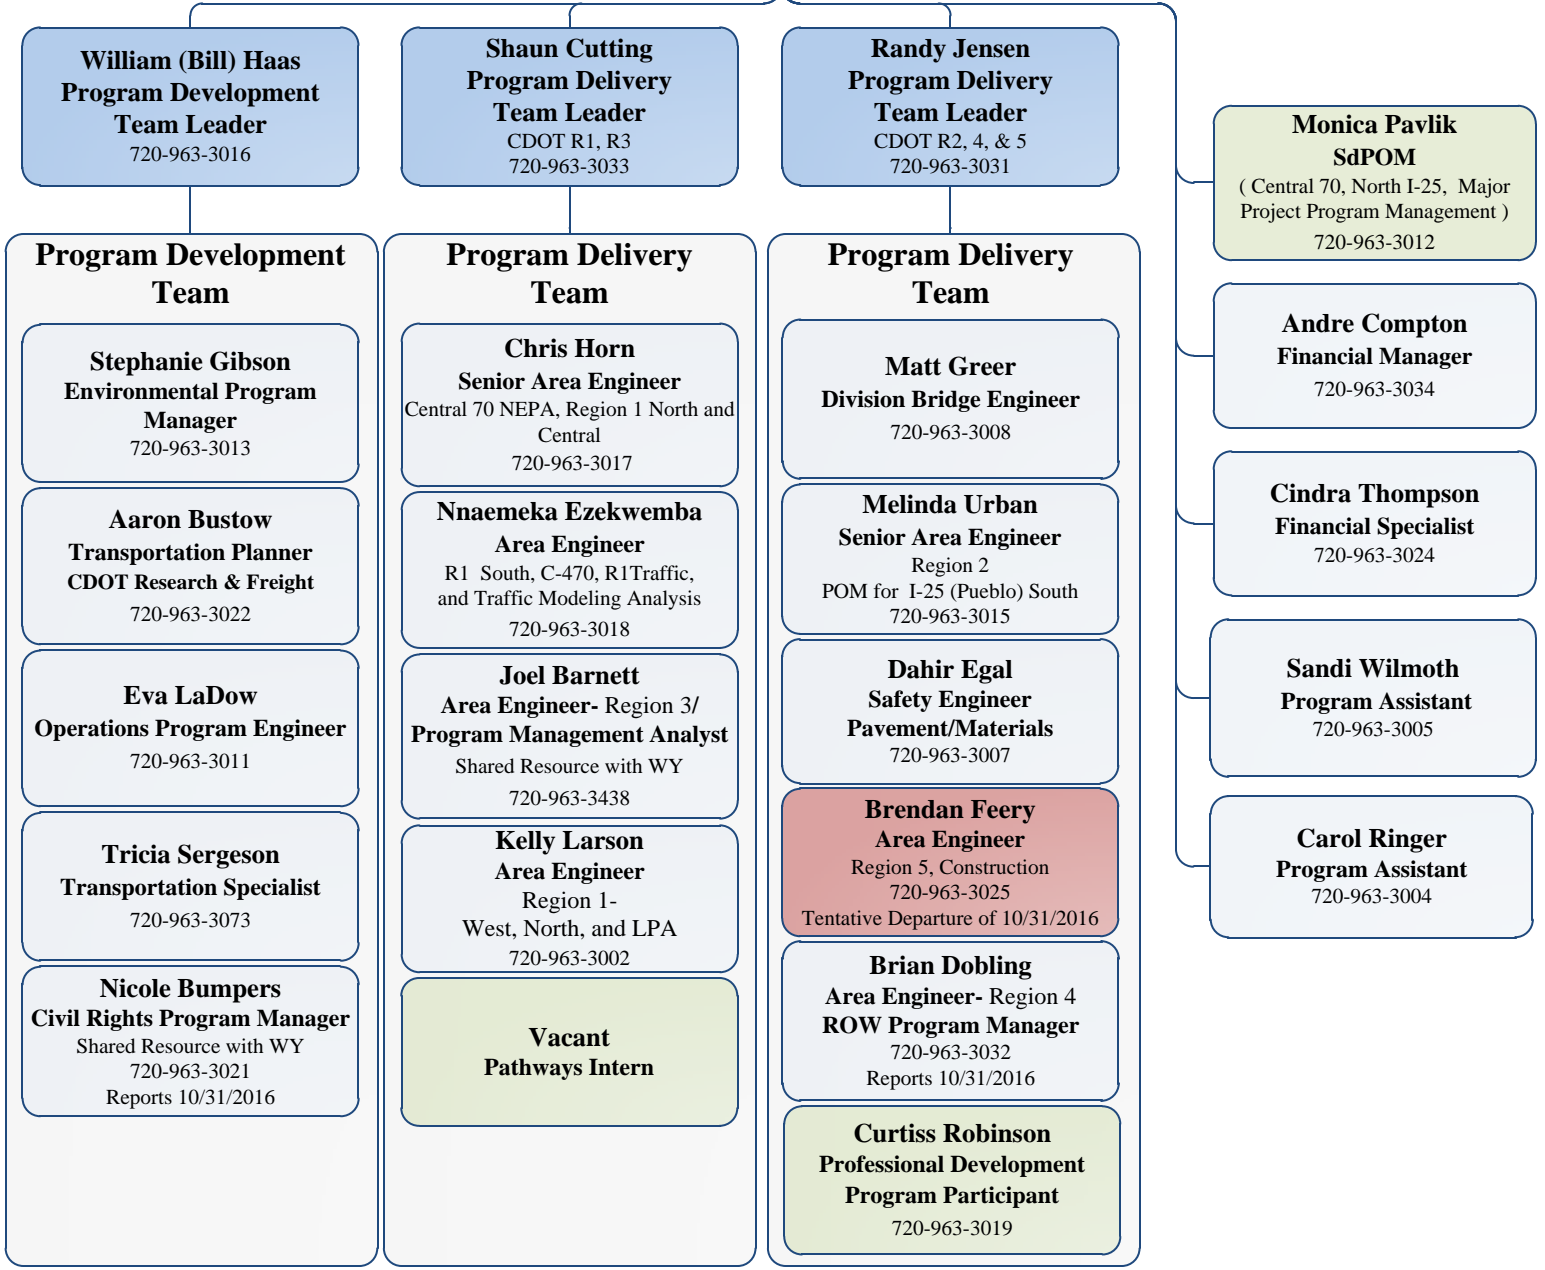 William (Bill) Haas
Program Development
Team Leader
720-963-3016
Shaun Cutting
Program Delivery
Team Leader
CDOT R1, R3
720-963-3033
Randy Jensen
Program Delivery
Team Leader
CDOT R2, 4, & 5
720-963-3031
Program Development
Team
Stephanie Gibson
Environmental Program
Manager
720-963-3013
Aaron Bustow
Transportation Planner
CDOT Research & Freight
720-963-3022
Eva LaDow
Operations Program Engineer
720-963-3011
Tricia Sergeson
Transportation Specialist
720-963-3073
Nicole Bumpers
Civil Rights Program Manager
Shared Resource with WY
720-963-3021
Reports 10/31/2016
Program Delivery
Team
Chris Horn
Senior Area Engineer
Central 70 NEPA, Region 1 North and
Central
720-963-3017
Nnaemeka Ezekwemba
Area Engineer
R1  South, C-470, R1Traffic,
and Traffic Modeling Analysis
720-963-3018
Joel Barnett
Area Engineer- Region 3/
Program Management Analyst
Shared Resource with WY
720-963-3438
Kelly Larson
Area Engineer
Region 1-
West, North, and LPA
720-963-3002
Vacant
Pathways Intern
Program Delivery
Team
Matt Greer
Division Bridge Engineer
720-963-3008
Melinda Urban
Senior Area Engineer
Region 2
POM for  I-25 (Pueblo) South
720-963-3015
Dahir Egal
Safety Engineer
Pavement/Materials
720-963-3007
Brendan Feery
Area Engineer
Region 5, Construction
720-963-3025
Tentative Departure of 10/31/2016
Brian Dobling
Area Engineer- Region 4
ROW Program Manager
720-963-3032
Reports 10/31/2016
Curtiss Robinson
Professional Development
Program Participant
720-963-3019
Monica Pavlik
SdPOM
( Central 70, North I-25,  Major
Project Program Management )
720-963-3012
Andre Compton
Financial Manager
720-963-3034
Cindra Thompson
Financial Specialist
720-963-3024
Sandi Wilmoth
Program Assistant
720-963-3005
Carol Ringer
Program Assistant
720-963-3004